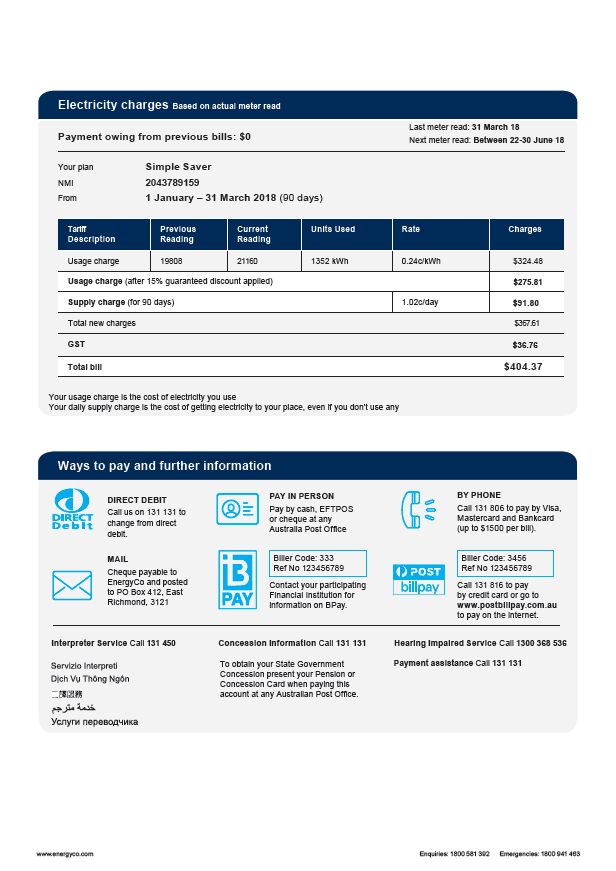 Electricity charges Based on actual meter read
Payment owing from previous bills: $0
Last meter read: 31 March 18
Next meter read: Between 22-30 June 18
Your plan Simple Saver
NMI 2043789159
From 1 January – 31 March 2018 (90 days)
Tariff Description Previous Reading Current Reading Units Used Rate Charges
Usage charge 19808 21160 1352 kWh 0.24c/kWh $324.48
Usage charge (after 15% guaranteed discount applied) $275.81
Supply charge (for 90 days) 1.02c/day $91.80
Total new charges $367.61
GST $36.76
Total bill $404.37
Your usage charge is the cost of electricity you use
Your daily supply charge is the cost of getting electricity to your place, even if you don't use any
Ways to pay and further information
DIRECT
Debit
DIRECT DEBIT
Call us on 131 131 to
change from direct
debit.
PAY IN PERSON
Pay by cash, EFTPOS
or cheque at any
Australia Post Office
BY PHONE
Call 131 806 to pay by Visa,
Mastercard and Bankcard
(up to $1500 per bill).
MAIL
Cheque payable to
EnergyCo and posted
to PO Box 412, East
Richmond, 3121
B
PAY
Biller Code: 333
Ref No 123456789
Contact your participating
Financial Institution for
information on BPay.
POST
billpay
Biller Code: 3456
Ref No 123456789
Call 131 816 to pay
by credit card or go to
www.postbillpay.com.au
to pay on the internet.
Interpreter Service Call 131 450
Servizio Interpreti
Dịch Vụ Thông Ngôn
خدمة مترجم
Услуги переводчика
Concession Information Call 131 131
To obtain your State Government
Concession present your Pension or
Concession Card when paying this
account at any Australian Post Office.
Hearing Impaired Service Call 1300 368 536
Payment assistance Call 131 131
www.energyco.com
Enquiries: 1800 581 392 Emergencies: 1800 941 463